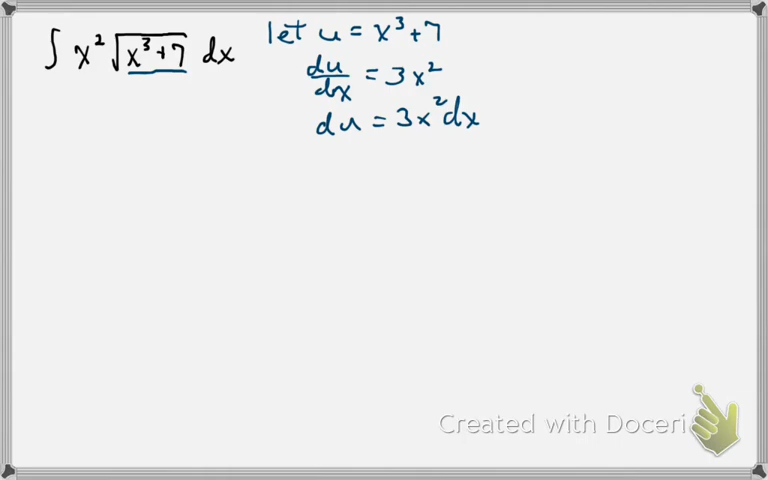 ∫ x² √(x³+7) dx
let u = x³+7
du/dx = 3x²
du = 3x² dx
Created with Doceri